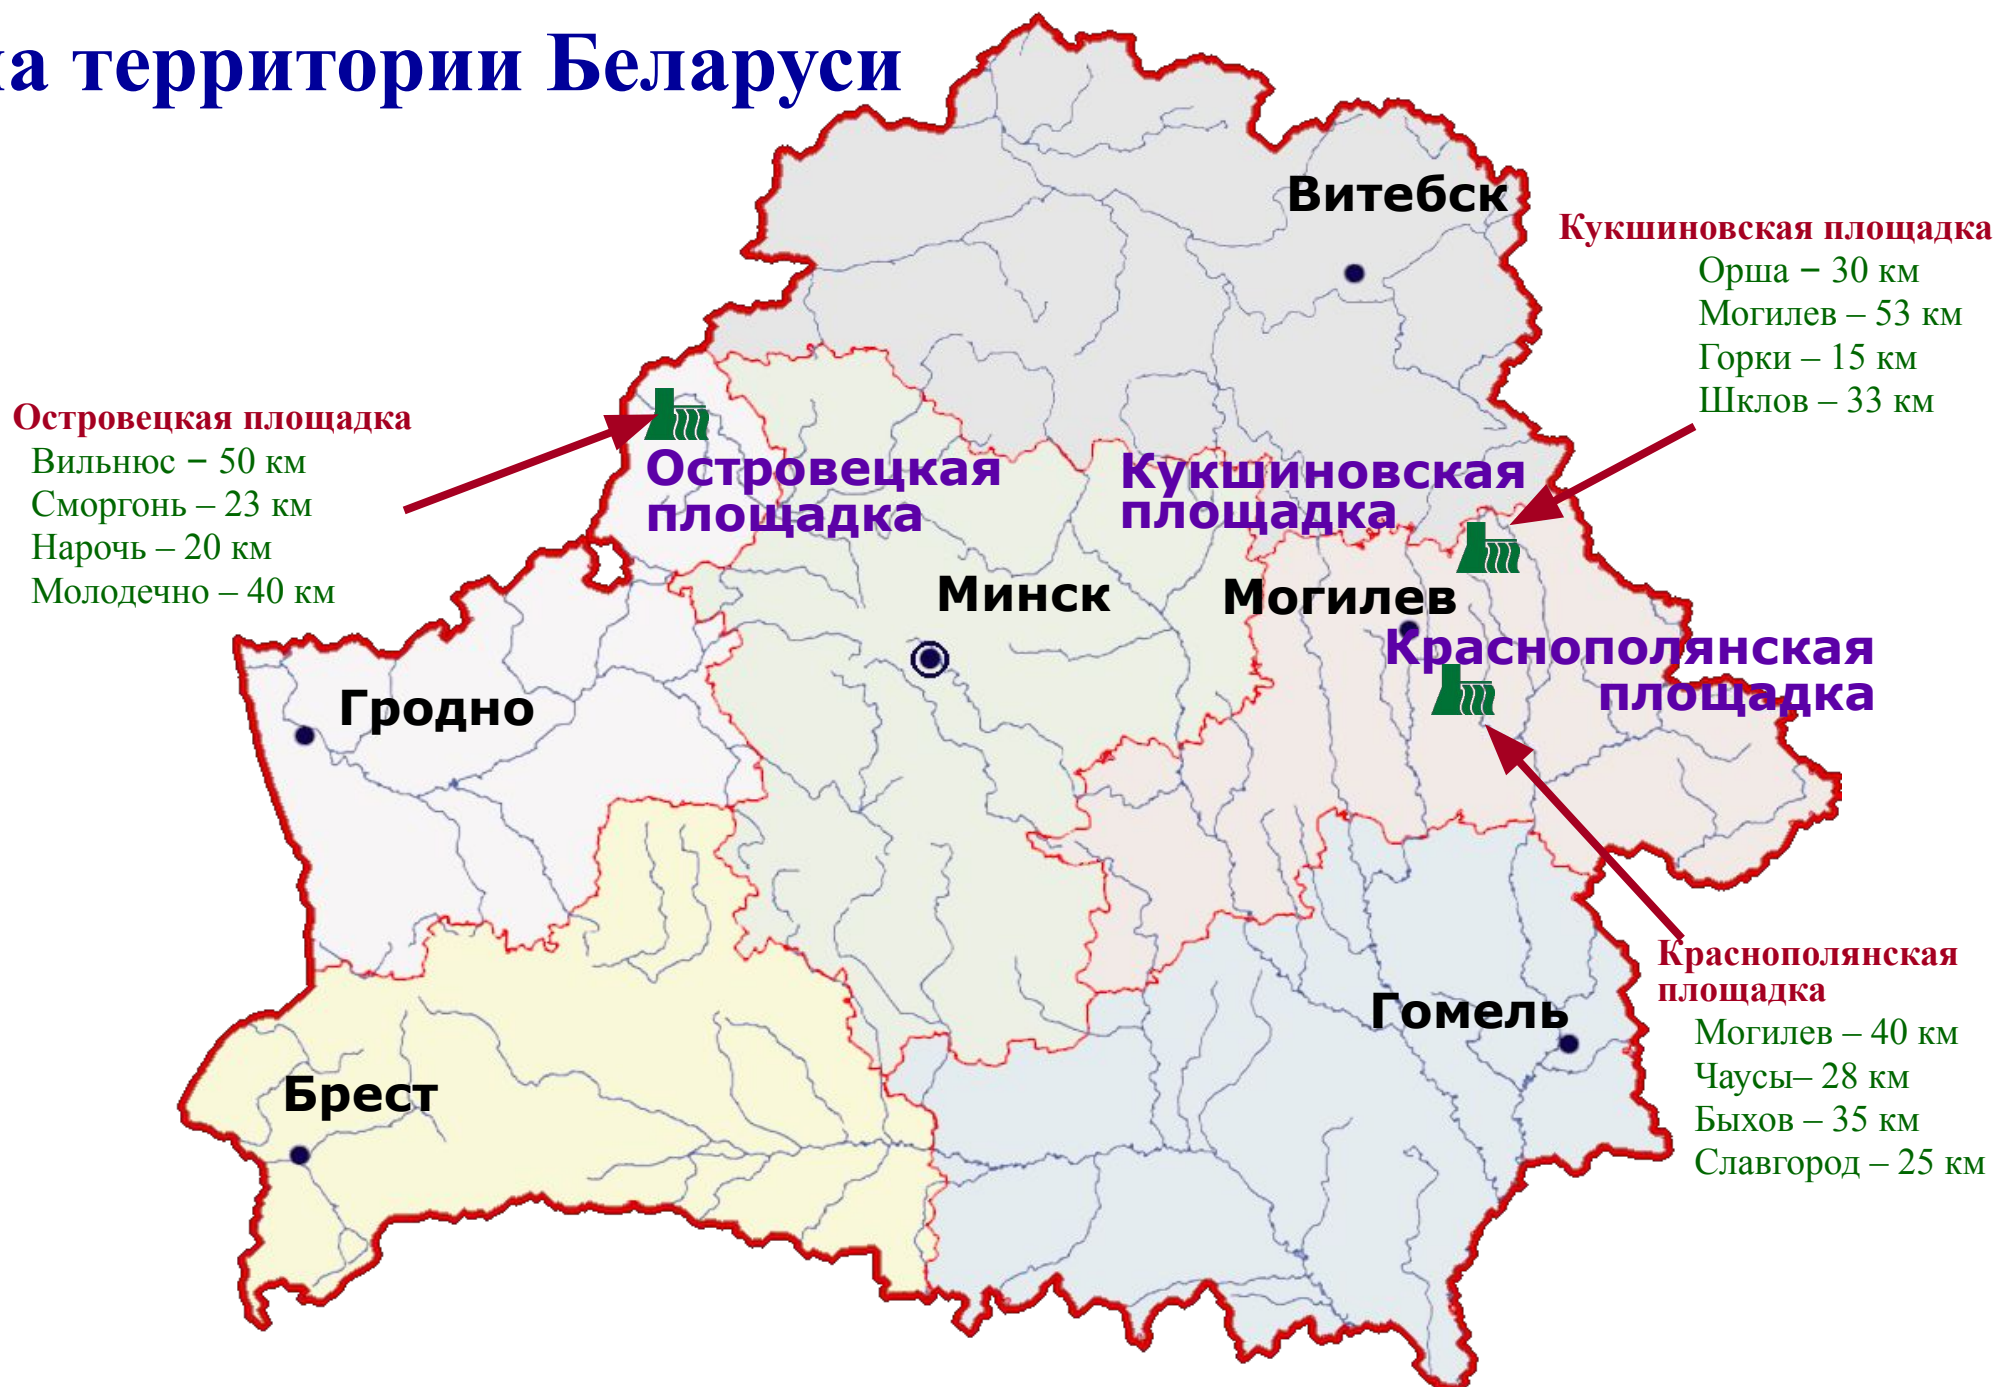 на территории Беларуси
Витебск
Кукшиновская площадка
Орша – 30 км
Могилев – 53 км
Горки – 15 км
Шклов – 33 км
Островецкая площадка
Вильнюс – 50 км
Сморгонь – 23 км
Нарочь – 20 км
Молодечно – 40 км
Островецкая
площадка
Кукшиновская
площадка
Минск
Могилев
Краснополянская
площадка
Гродно
Краснополянская
площадка
Могилев – 40 км
Чаусы– 28 км
Быхов – 35 км
Славгород – 25 км
Гомель
Брест